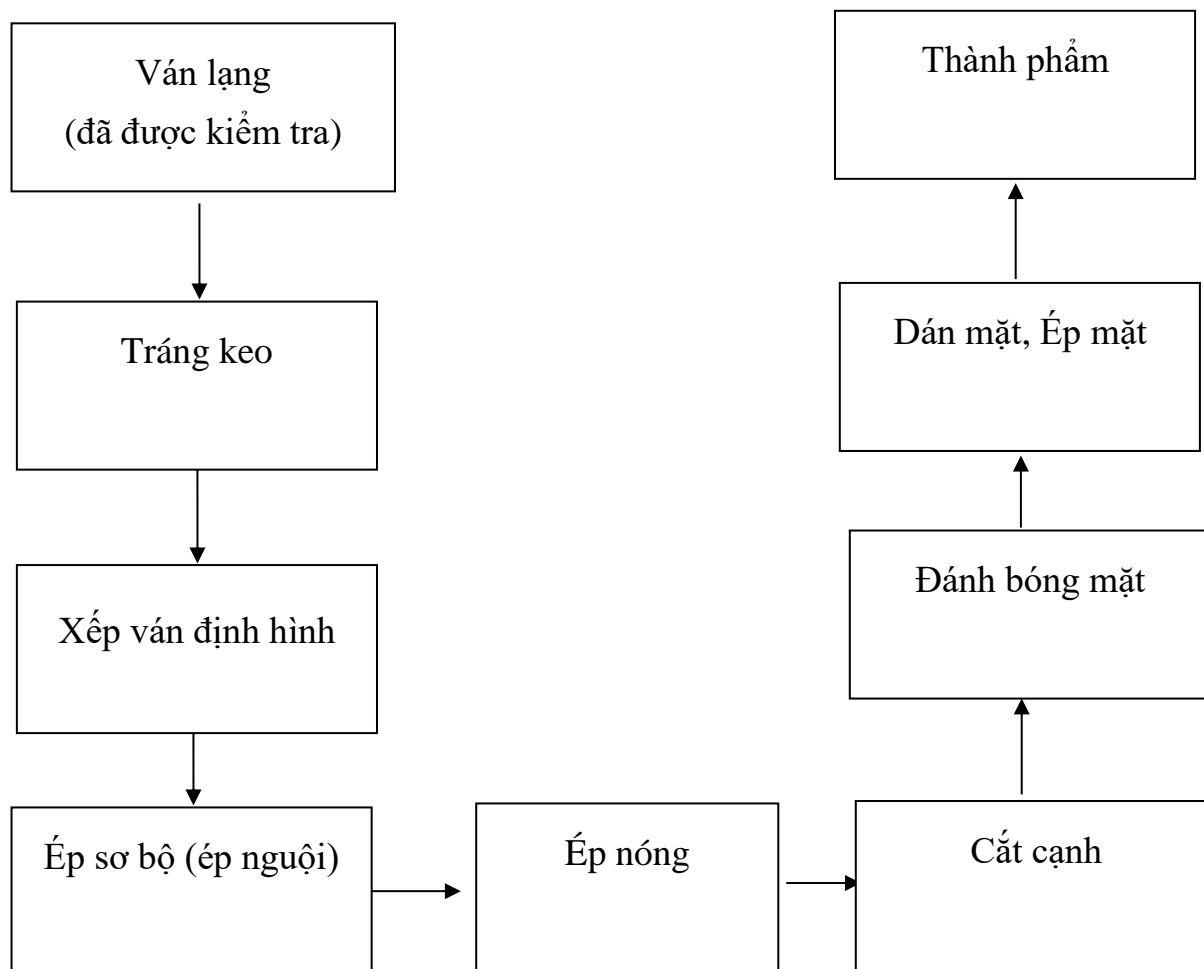 Ván lạng
(đã được kiểm tra)
Tráng keo
Xếp ván định hình
Ép sơ bộ (ép nguội)
Ép nóng
Cắt cạnh
Đánh bóng mặt
Dán mặt, Ép mặt
Thành phẩm